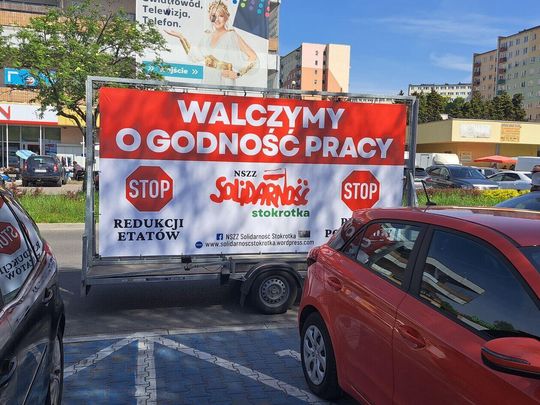 Światłowód,
Telewizja,
Telefon.
WALCZYMY
O GODNOŚĆ PRACY
STOP
REDUKCJI
ETATÓW
NSZZ
SOLIDARNOŚĆ
stokrotka
NSZZ Solidarność Stokrotka
www.solidarnoscstokrotka.wordpress.com
STOP
STOP